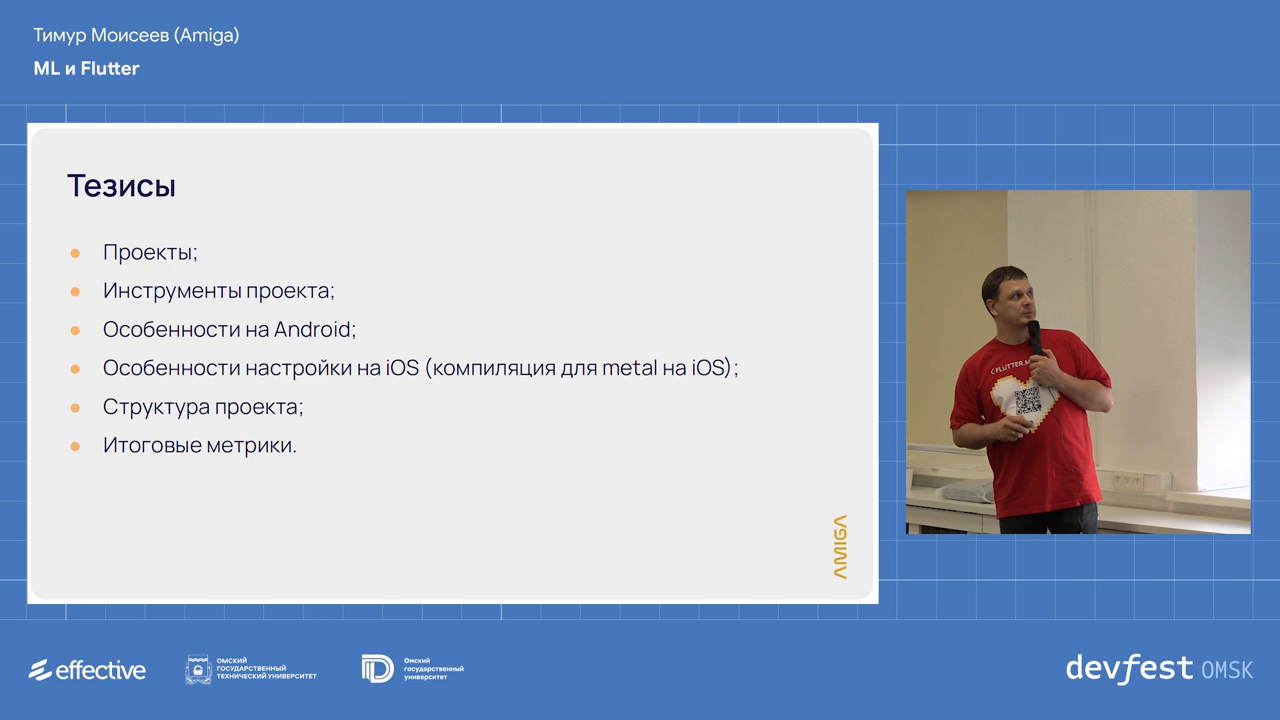 Тимур Моисеев (Amiga)
ML и Flutter
Тезисы
Проекты;
Инструменты проекта;
Особенности на Android;
Особенности настройки на iOS (компиляция для metal на iOS);
Структура проекта;
Итоговые метрики.
AMIGA
effective
ОМСКИЙ
ГОСУДАРСТВЕННЫЙ
ТЕХНИЧЕСКИЙ УНИВЕРСИТЕТ
Омский
государственный
университет
devfest OMSK